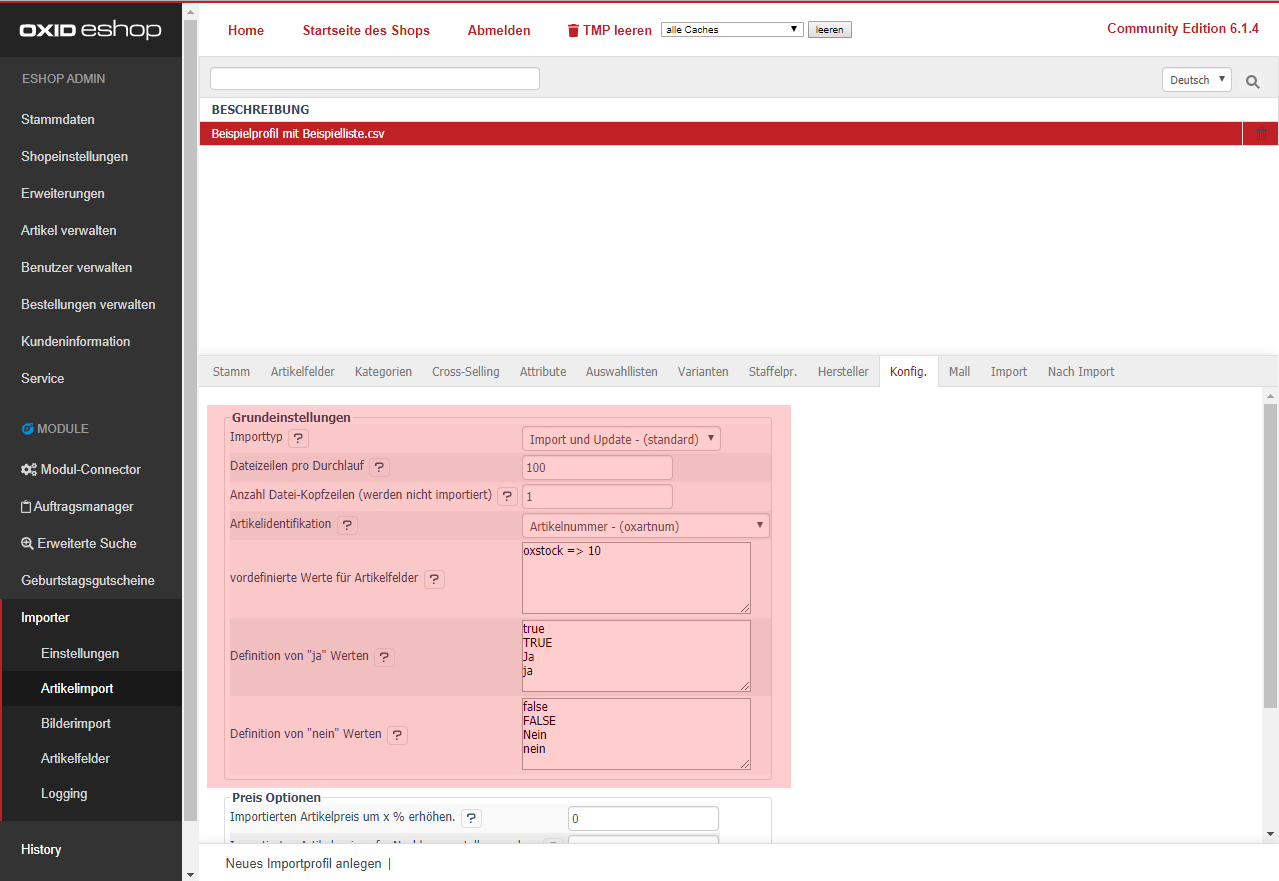 OXID eshop
Home
Startseite des Shops
Abmelden
TMP leeren
alle Caches
leeren
Community Edition 6.1.4
ESHOP ADMIN
Stammdaten
Shopeinstellungen
Erweiterungen
Artikel verwalten
Benutzer verwalten
Bestellungen verwalten
Kundeninformation
Service
MODULE
Modul-Connector
Auftragsmanager
Erweiterte Suche
Geburtstagsgutscheine
Importer
Einstellungen
Artikelimport
Bilderimport
Artikelfelder
Logging
History
Deutsch
BESCHREIBUNG
Beispielprofil mit Beispielliste.csv
Stamm Artikelfelder Kategorien Cross-Selling Attribute Auswahllisten Varianten Staffelpr. Hersteller Konfig. Mall Import Nach Import
Grundeinstellungen
Importtyp ? Import und Update - (standard)
Dateizeilen pro Durchlauf ? 100
Anzahl Datei-Kopfzeilen (werden nicht importiert) ? 1
Artikelidentifikation ? Artikelnummer - (oxartnum)
vordefinierte Werte für Artikelfelder ?
oxstock => 10
Definition von "ja" Werten ?
true
TRUE
Ja
ja
Definition von "nein" Werten ?
false
FALSE
Nein
nein
Preis Optionen
Importierten Artikelpreis um x % erhöhen. ? 0
Neues Importprofil anlegen |